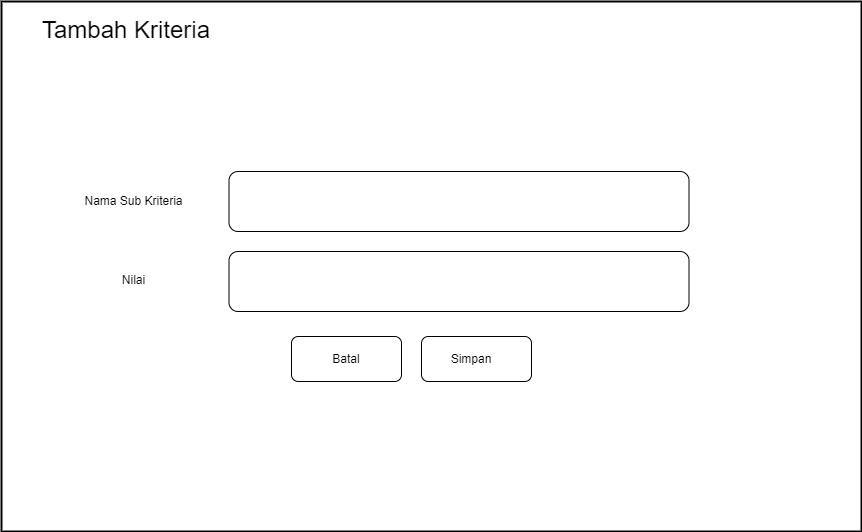 Tambah Kriteria
Nama Sub Kriteria
Nilai
Batal
Simpan